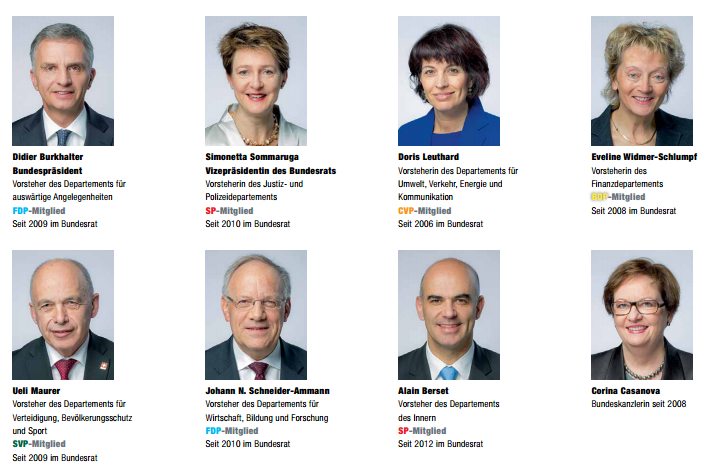 Didier Burkhalter
Bundespräsident
Vorsteher des Departements für
auswärtige Angelegenheiten
FDP-Mitglied
Seit 2009 im Bundesrat
Simonetta Sommaruga
Vizepräsidentin des Bundesrats
Vorsteherin des Justiz- und
Polizeidepartements
SP-Mitglied
Seit 2010 im Bundesrat
Doris Leuthard
Vorsteherin des Departements für
Umwelt, Verkehr, Energie und
Kommunikation
CVP-Mitglied
Seit 2006 im Bundesrat
Eveline Widmer-Schlumpf
Vorsteherin des
Finanzdepartements
BDP-Mitglied
Seit 2008 im Bundesrat
Ueli Maurer
Vorsteher des Departements für
Verteidigung, Bevölkerungsschutz
und Sport
SVP-Mitglied
Seit 2009 im Bundesrat
Johann N. Schneider-Ammann
Vorsteher des Departements für
Wirtschaft, Bildung und Forschung
FDP-Mitglied
Seit 2010 im Bundesrat
Alain Berset
Vorsteher des Departements
des Innern
SP-Mitglied
Seit 2012 im Bundesrat
Corina Casanova
Bundeskanzlerin seit 2008